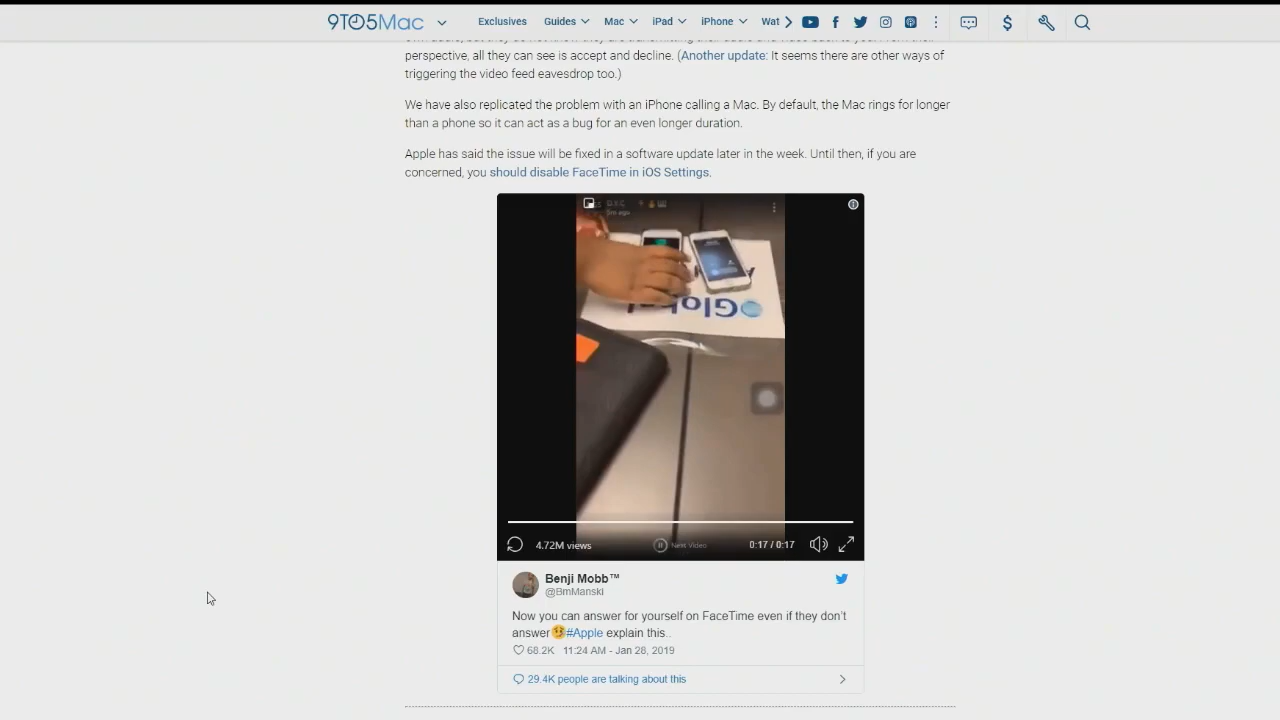 9TO5Mac
Exclusives Guides Mac iPad iPhone Wat
perspective, all they can see is accept and decline. (Another update: It seems there are other ways of
triggering the video feed eavesdrop too.)
We have also replicated the problem with an iPhone calling a Mac. By default, the Mac rings for longer
than a phone so it can act as a bug for an even longer duration.
Apple has said the issue will be fixed in a software update later in the week. Until then, if you are
concerned, you should disable FaceTime in iOS Settings.
5m ago
Global
4.72M views
Next Video
0:17 / 0:17
Benji Mobb™
@BmManski
Now you can answer for yourself on FaceTime even if they don't
answer🤨#Apple explain this..
68.2K 11:24 AM - Jan 28, 2019
29.4K people are talking about this